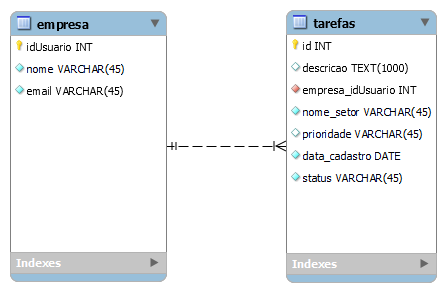 empresa
idUsuario INT
nome VARCHAR(45)
email VARCHAR(45)
Indexes
tarefas
id INT
descricao TEXT(1000)
empresa_idUsuario INT
nome_setor VARCHAR(45)
prioridade VARCHAR(45)
data_cadastro DATE
status VARCHAR(45)
Indexes